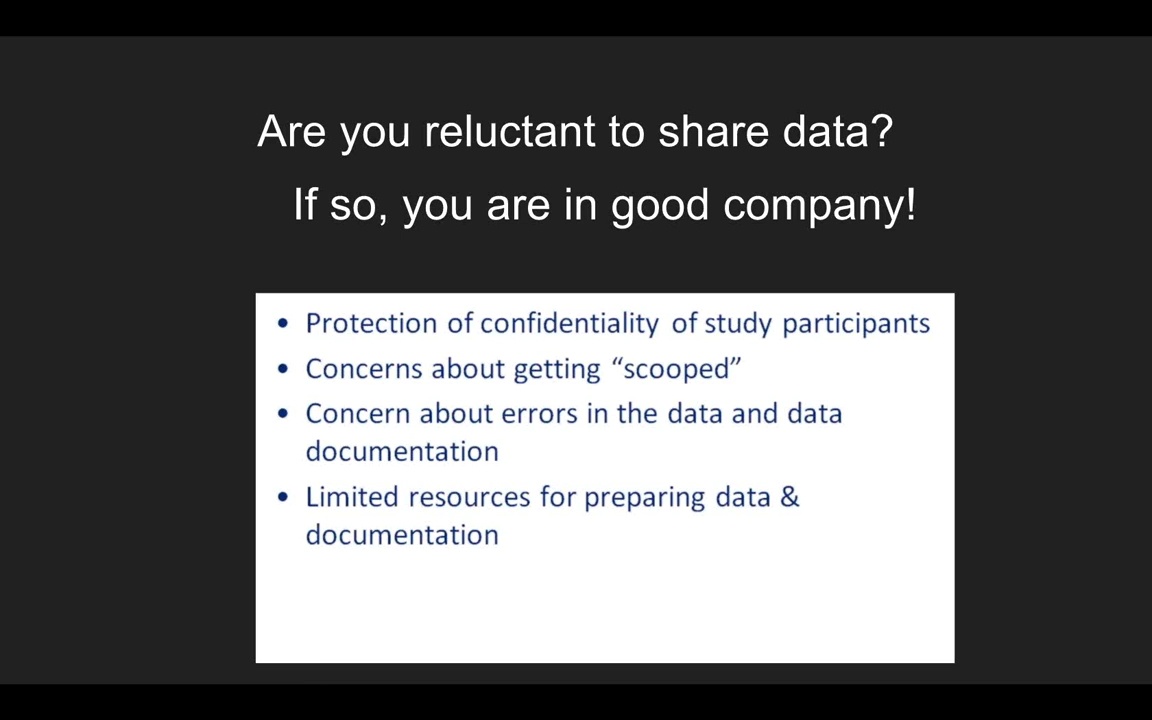 Are you reluctant to share data?
If so, you are in good company!
• Protection of confidentiality of study participants
• Concerns about getting “scooped”
• Concern about errors in the data and data
documentation
• Limited resources for preparing data &
documentation